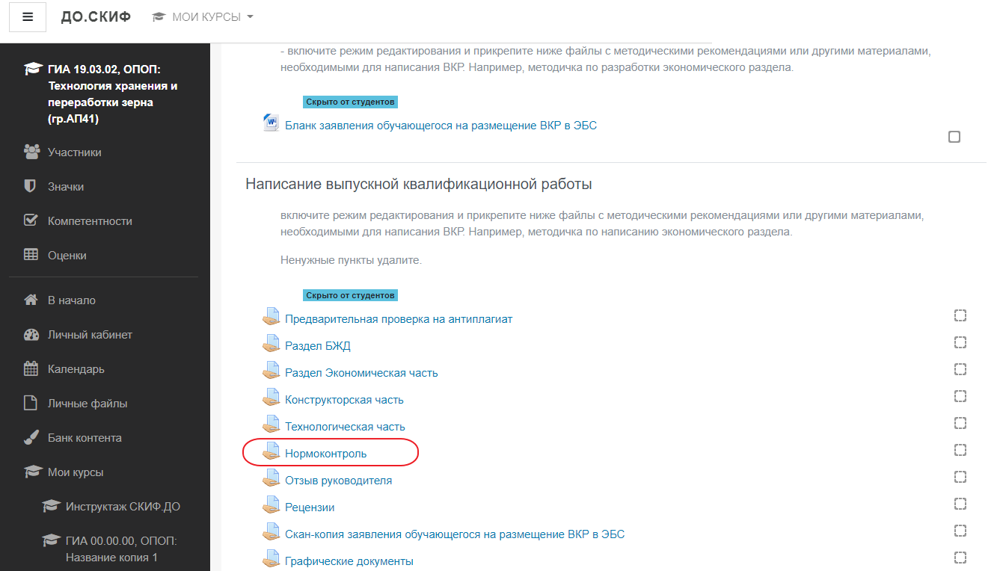 ДО.СКИФ
МОИ КУРСЫ
ГИА 19.03.02, ОПОП:
Технология хранения и
переработки зерна
(гр.АП41)
Участники
Значки
Компетентности
Оценки
В начало
Личный кабинет
Календарь
Личные файлы
Банк контента
Мои курсы
Инструктаж СКИФ.ДО
ГИА 00.00.00, ОПОП:
Название копия 1
- включите режим редактирования и прикрепите ниже файлы с методическими рекомендациями или другими материалами,
необходимыми для написания ВКР. Например, методичка по разработки экономического раздела.
Скрыто от студентов
Бланк заявления обучающегося на размещение ВКР в ЭБС
Написание выпускной квалификационной работы
включите режим редактирования и прикрепите ниже файлы с методическими рекомендациями или другими материалами,
необходимыми для написания ВКР. Например, методичка по написанию экономического раздела.
Ненужные пункты удалите.
Скрыто от студентов
Предварительная проверка на антиплагиат
Раздел БЖД
Раздел Экономическая часть
Конструкторская часть
Технологическая часть
Нормоконтроль
Отзыв руководителя
Рецензии
Скан-копия заявления обучающегося на размещение ВКР в ЭБС
Графические документы